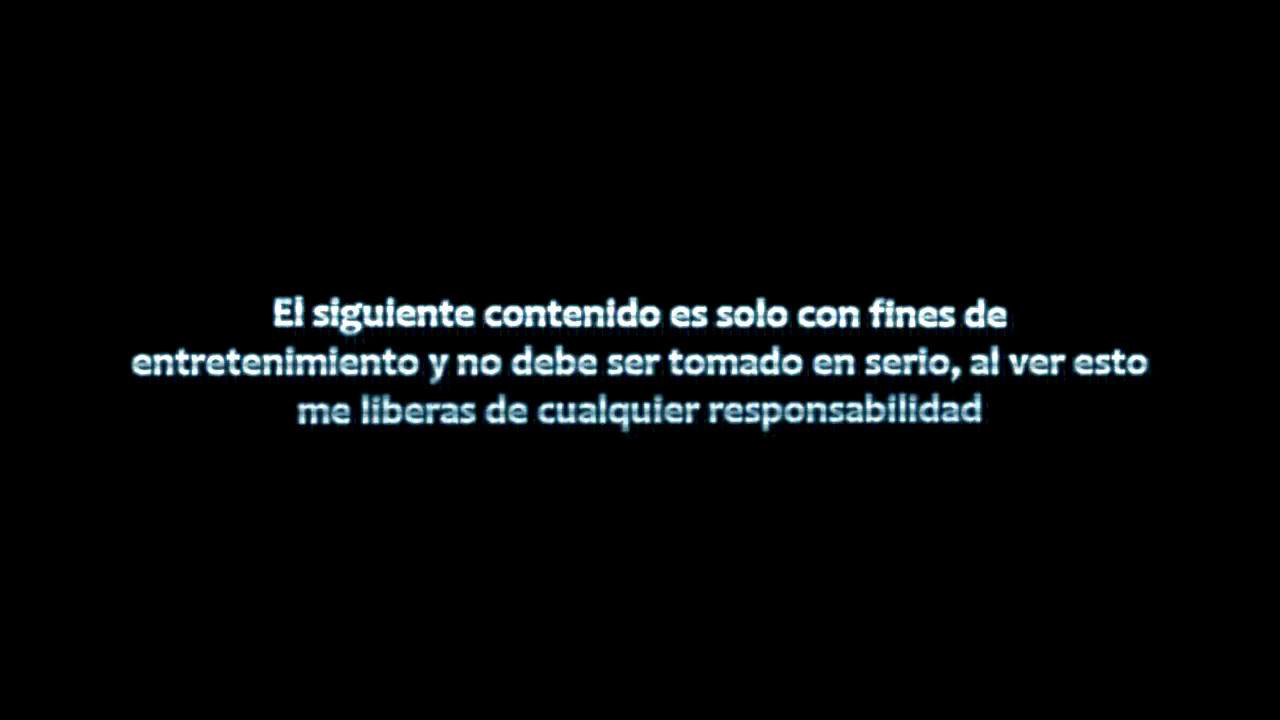 El siguiente contenido es solo con fines de
entretenimiento y no debe ser tomado en serio, al ver esto
me liberas de cualquier responsabilidad